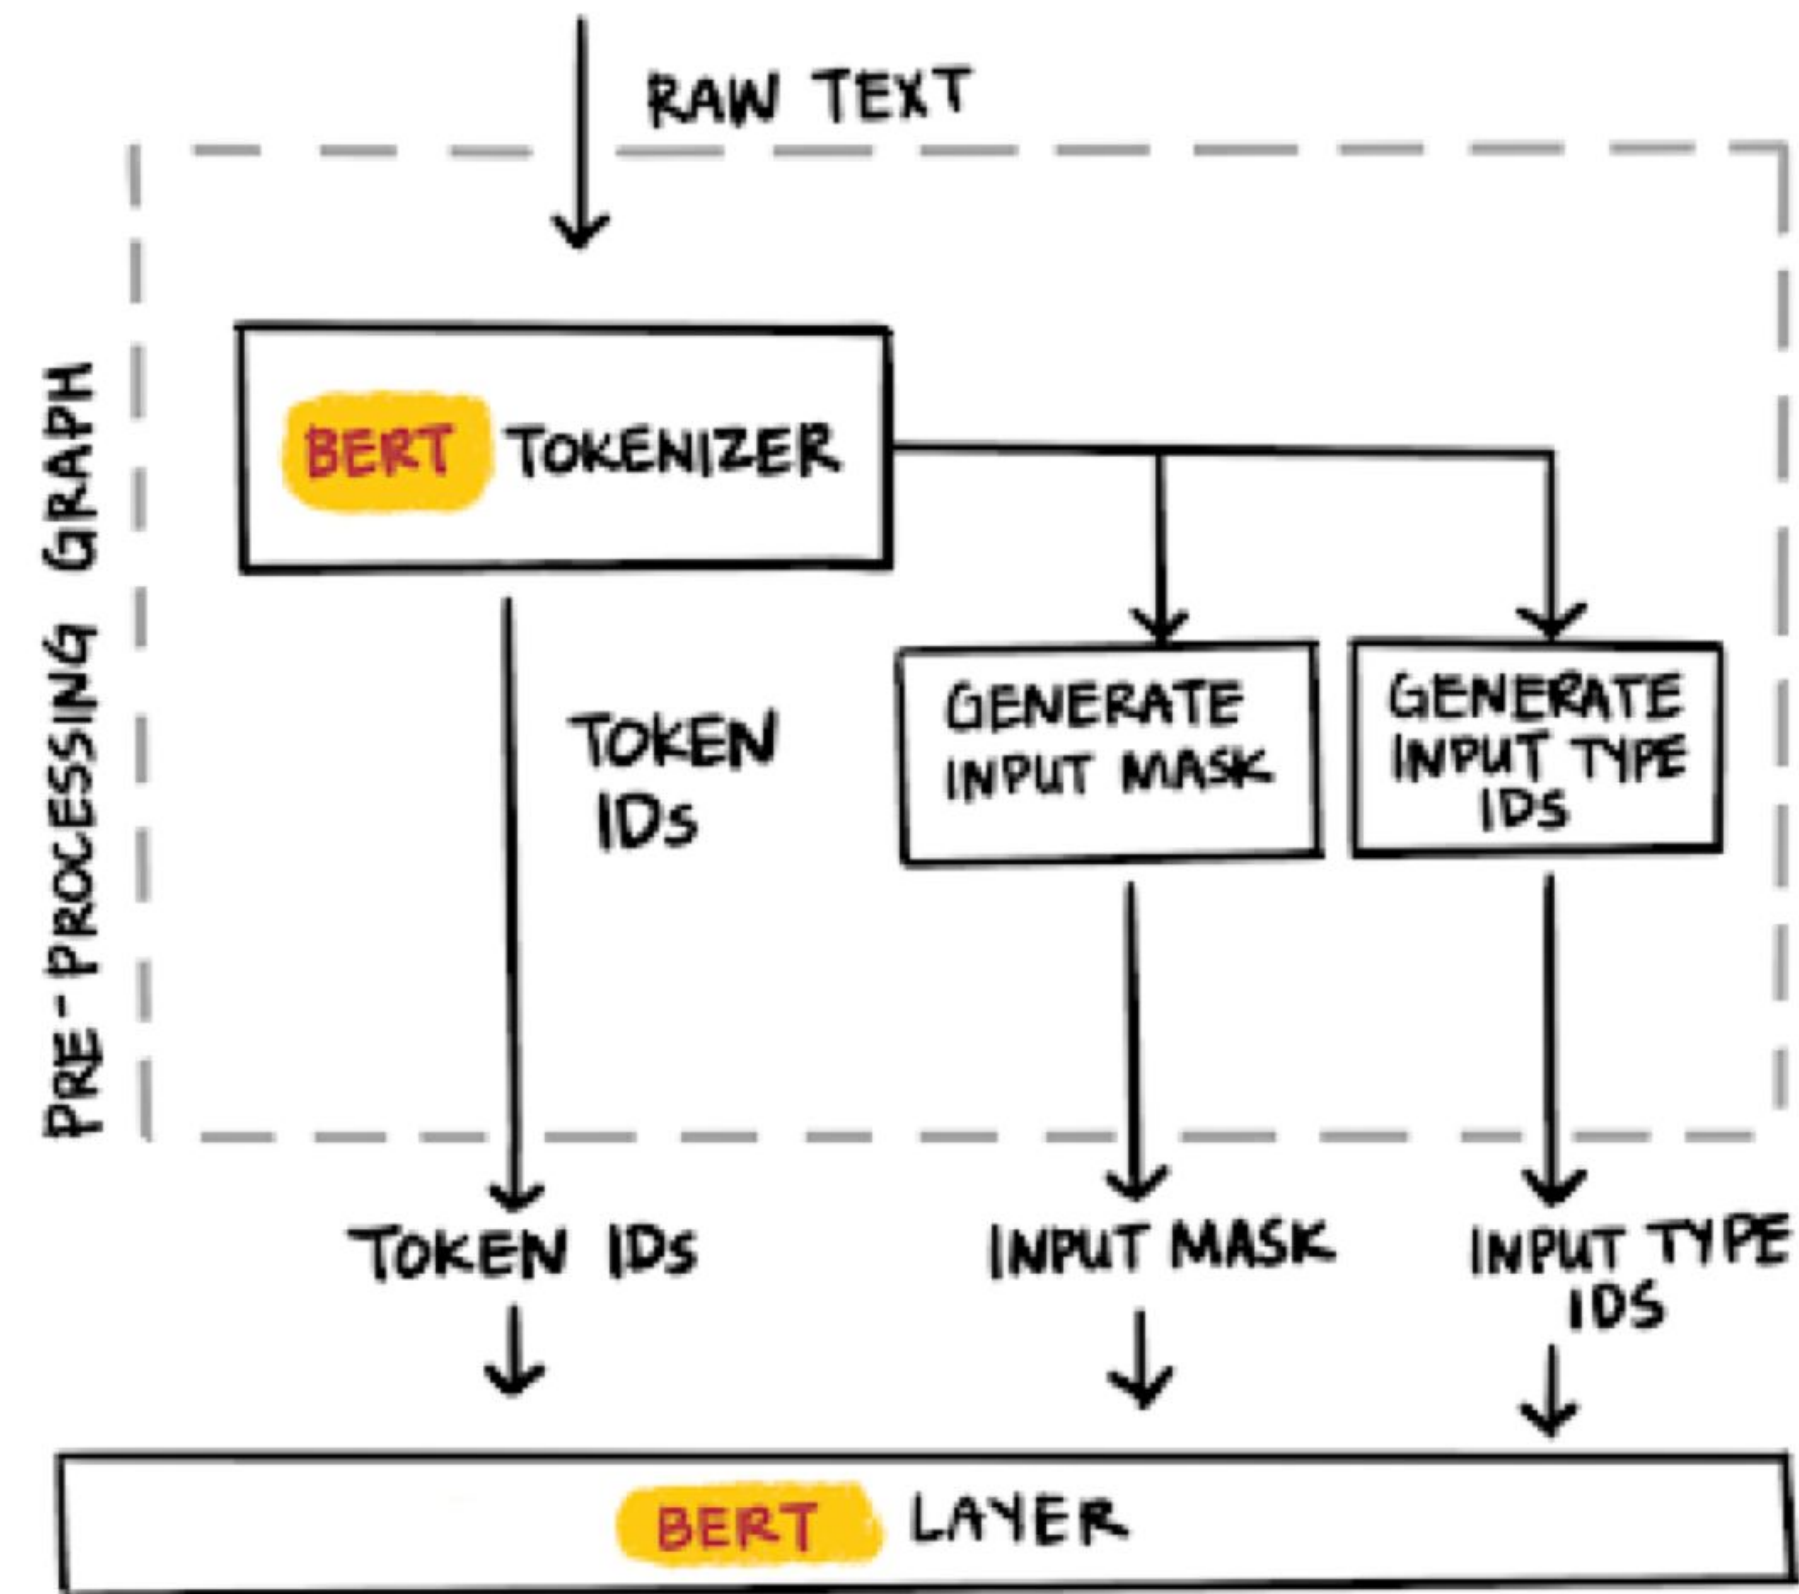 RAW TEXT
PRE-PROCESSING GRAPH
BERT TOKENIZER
TOKEN
IDs
GENERATE
INPUT MASK
GENERATE
INPUT TYPE
IDS
TOKEN IDs
INPUT MASK
INPUT TYPE
IDS
BERT LAYER